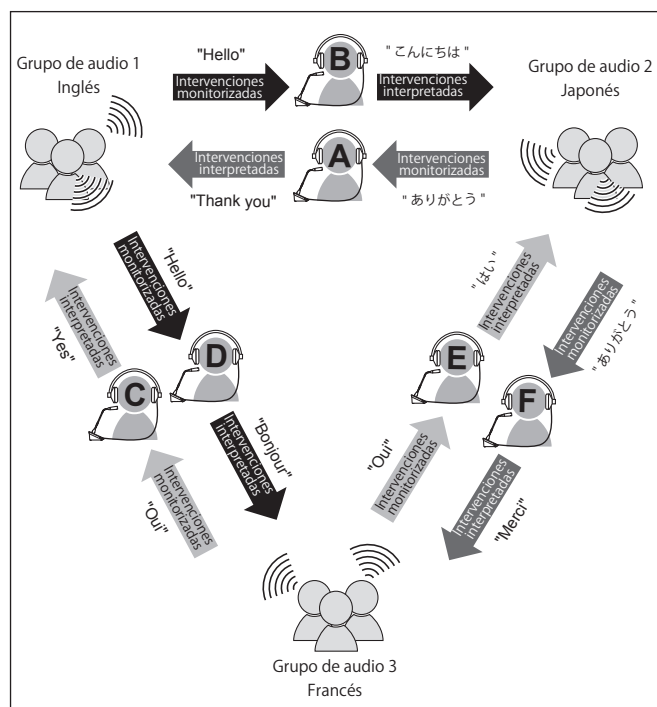 Grupo de audio 1
Inglés
"Hello"
Intervenciones
monitorizadas
B
" こんにちは "
Intervenciones
interpretadas
Grupo de audio 2
Japonés
Intervenciones
interpretadas
"Thank you"
A
Intervenciones
monitorizadas
" ありがとう "
"Hello"
Intervenciones
monitorizadas
Intervenciones
interpretadas
"Yes"
C
D
"Bonjour"
Intervenciones
interpretadas
Intervenciones
monitorizadas
"Oui"
" はい "
Intervenciones
interpretadas
Intervenciones
monitorizadas
" ありがとう "
E
F
"Oui"
Intervenciones
monitorizadas
Intervenciones
interpretadas
"Merci"
Grupo de audio 3
Francés